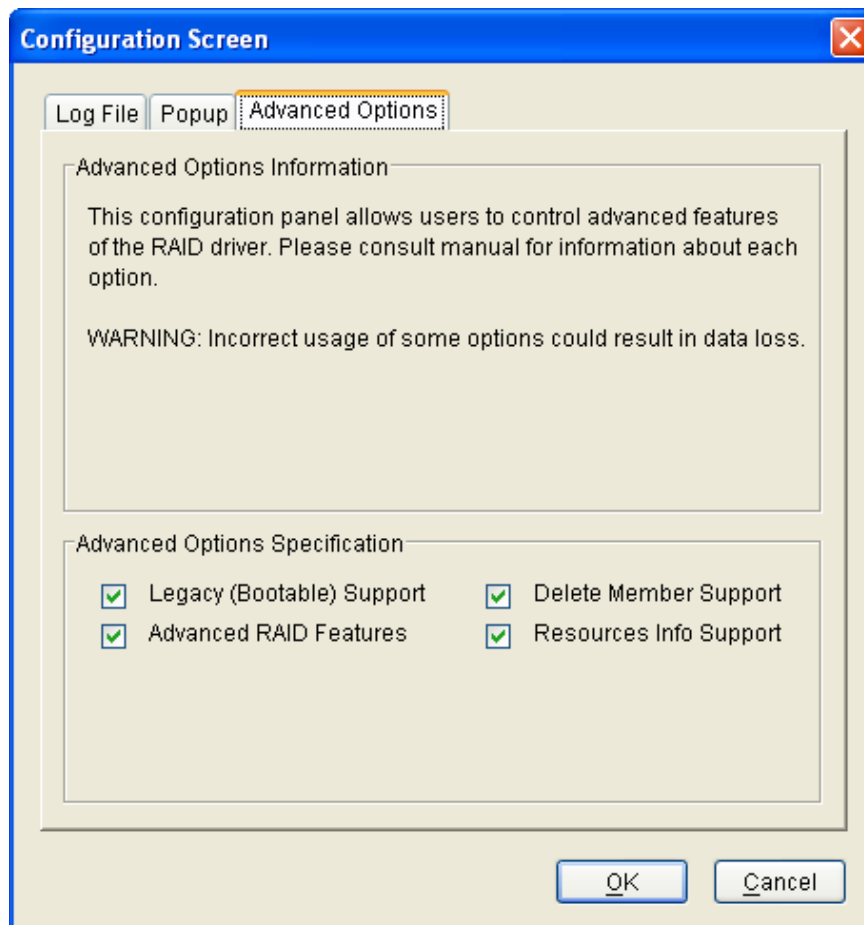 Configuration Screen
Log File Popup Advanced Options
Advanced Options Information
This configuration panel allows users to control advanced features
of the RAID driver. Please consult manual for information about each
option.
WARNING: Incorrect usage of some options could result in data loss.
Advanced Options Specification
Legacy (Bootable) Support Delete Member Support
Advanced RAID Features Resources Info Support
OK Cancel